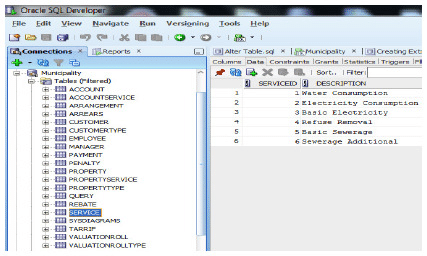 Oracle SQL Developer
File Edit View Navigate Run Versioning Tools Help
Connections Reports
Municipality
Tables (Filtered)
ACCOUNT
ACCOUNTSERVICE
ARRANGEMENT
ARREARS
CUSTOMER
CUSTOMERTYPE
EMPLOYEE
MANAGER
PAYMENT
PENALTY
PROPERTY
PROPERTYSERVICE
PROPERTYTYPE
QUERY
REBATE
SERVICE
SYSDIAGRAMS
TARRIF
VALUATIONROLL
VALUATIONROLLTYPE
Alter Table.sql Municipality Creating Ext
Columns Data Constraints Grants Statistics Triggers
Sort.. Filter:
SERVICEID DESCRIPTION
1 1 Water Consumption
2 2 Electricity Consumption
3 3 Basic Electricity
4 4 Refuse Removal
5 5 Basic Sewerage
6 6 Sewerage Additional